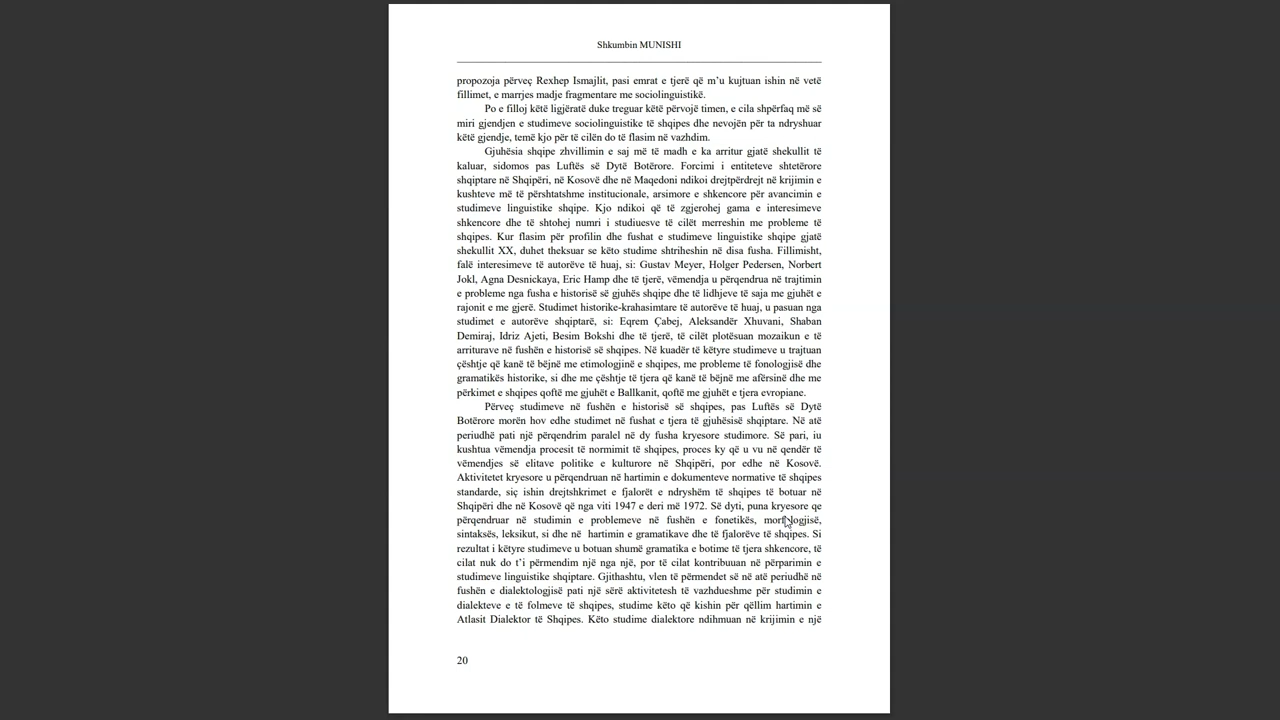 Shkumbin MUNISHI
propozoja përveç Rexhep Ismajlit, pasi emrat e tjerë që m’u kujtuan ishin në vetë
fillimet, e marrjes madje fragmentare me sociolinguistikë.
Po e filloj këtë ligjëratë duke treguar këtë përvojë timen, e cila shpërfaq më së
miri gjendjen e studimeve sociolinguistike të shqipes dhe nevojën për ta ndryshuar
këtë gjendje, temë kjo për të cilën do të flasim në vazhdim.
Gjuhësia shqipe zhvillimin e saj më të madh e ka arritur gjatë shekullit të
kaluar, sidomos pas Luftës së Dytë Botërore. Forcimi i entiteteve shtetërore
shqiptare në Shqipëri, në Kosovë dhe në Maqedoni ndikoi drejtpërdrejt në krijimin e
kushteve më të përshtatshme institucionale, arsimore e shkencore për avancimin e
studimeve linguistike shqipe. Kjo ndikoi që të zgjerohej gama e interesimeve
shkencore dhe të shtohej numri i studiuesve të cilët merreshin me probleme të
shqipes. Kur flasim për profilin dhe fushat e studimeve linguistike shqipe gjatë
shekullit XX, duhet theksuar se këto studime shtriheshin në disa fusha. Fillimisht,
falë interesimeve të autorëve të huaj, si: Gustav Meyer, Holger Pedersen, Norbert
Jokl, Agna Desnickaya, Eric Hamp dhe të tjerë, vëmendja u përqendrua në trajtimin
e probleme nga fusha e historisë së gjuhës shqipe dhe të lidhjeve të saja me gjuhët e
rajonit e me gjerë. Studimet historike-krahasimtare të autorëve të huaj, u pasuan nga
studimet e autorëve shqiptarë, si: Eqrem Çabej, Aleksandër Xhuvani, Shaban
Demiraj, Idriz Ajeti, Besim Bokshi dhe të tjerë, të cilët plotësuan mozaikun e të
arriturave në fushën e historisë së shqipes. Në kuadër të këtyre studimeve u trajtuan
çështje që kanë të bëjnë me etimologjinë e shqipes, me probleme të fonologjisë dhe
gramatikës historike, si dhe me çështje të tjera që kanë të bëjnë me afërsinë dhe me
përkimet e shqipes qoftë me gjuhët e Ballkanit, qoftë me gjuhët e tjera evropiane.
Përveç studimeve në fushën e historisë së shqipes, pas Luftës së Dytë
Botërore morën hov edhe studimet në fushat e tjera të gjuhësisë shqiptare. Në atë
periudhë pati një përqendrim paralel në dy fusha kryesore studimore. Së pari, iu
kushtua vëmendja procesit të normimit të shqipes, proces ky që u vu në qendër të
vëmendjes së elitave politike e kulturore në Shqipëri, por edhe në Kosovë.
Aktivitetet kryesore u përqendruan në hartimin e dokumenteve normative të shqipes
standarde, siç ishin drejtshkrimet e fjalorët e ndryshëm të shqipes të botuar në
Shqipëri dhe në Kosovë që nga viti 1947 e deri më 1972. Së dyti, puna kryesore qe
përqendruar në studimin e problemeve në fushën e fonetikës, morfologjisë,
sintaksës, leksikut, si dhe në hartimin e gramatikave dhe të fjalorëve të shqipes. Si
rezultat i këtyre studimeve u botuan shumë gramatika e botime të tjera shkencore, të
cilat nuk do t’i përmendim një nga një, por të cilat kontribuuan në përparimin e
studimeve linguistike shqiptare. Gjithashtu, vlen të përmendet së në atë periudhë në
fushën e dialektologjisë pati një sërë aktivitetesh të vazhdueshme për studimin e
dialekteve e të folmeve të shqipes, studime këto që kishin për qëllim hartimin e
Atlasit Dialektor të Shqipes. Këto studime dialektore ndihmuan në krijimin e një
20